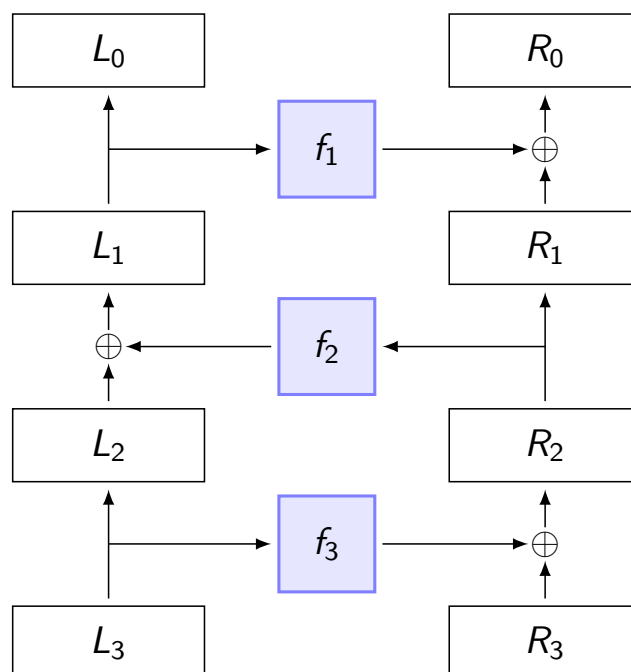 L₀ R₀
f₁
L₁ R₁
f₂
L₂ R₂
f₃
L₃ R₃